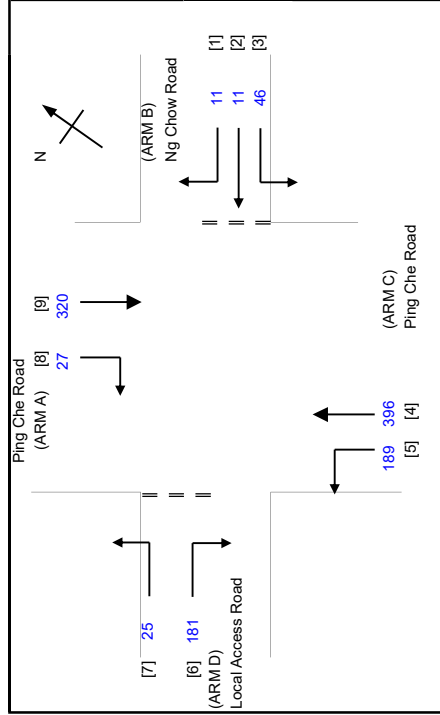 N
Ping Che Road
(ARM A)
[8]
27
[9]
320
(ARM B)
Ng Chow Road
11
[1]
11
[2]
46
[3]
[7]
25
[6]
181
(ARM D)
Local Access Road
189
[5]
396
[4]
(ARM C)
Ping Che Road